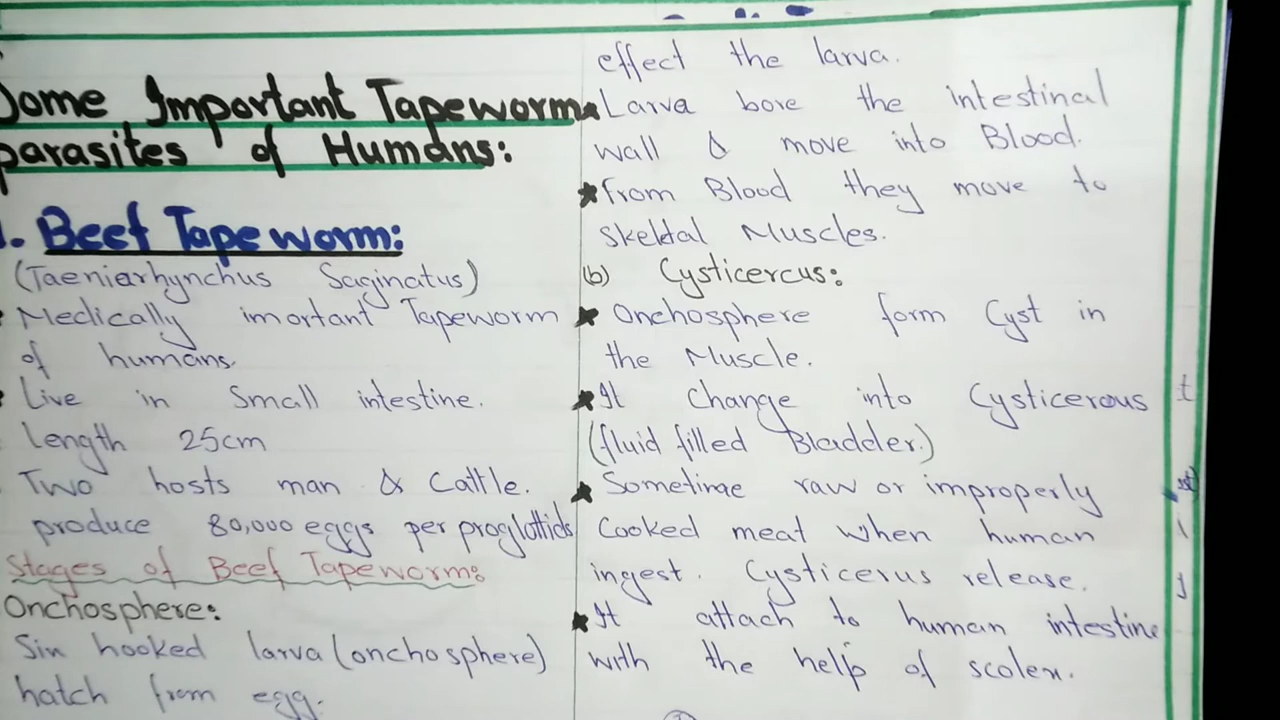 Some Important Tapeworm
parasites of Humans:
1. Beef Tapeworm:
(Taeniarhynchus Saginatus)
Medically imortant Tapeworm
of humans.
Live in Small intestine.
length 25cm
Two hosts man & Cattle.
produce 80,000 eggs per proglottids
Stages of Beef Tapeworm:
Onchosphere:
Sin hooked larva (onchosphere)
hatch from egg.
effect the larva.
Larva bore the intestinal
wall & move into Blood.
from Blood they move to
skeletal Muscles.
(b) Cysticercus:
Onchosphere form Cyst in
the Muscle.
It Change into Cysticerous
(fluid filled Bladder.)
Sometimae raw or improperly
Cooked meat when human
ingest. Cysticerus release.
It attach to human intestine
with the help of scolex.